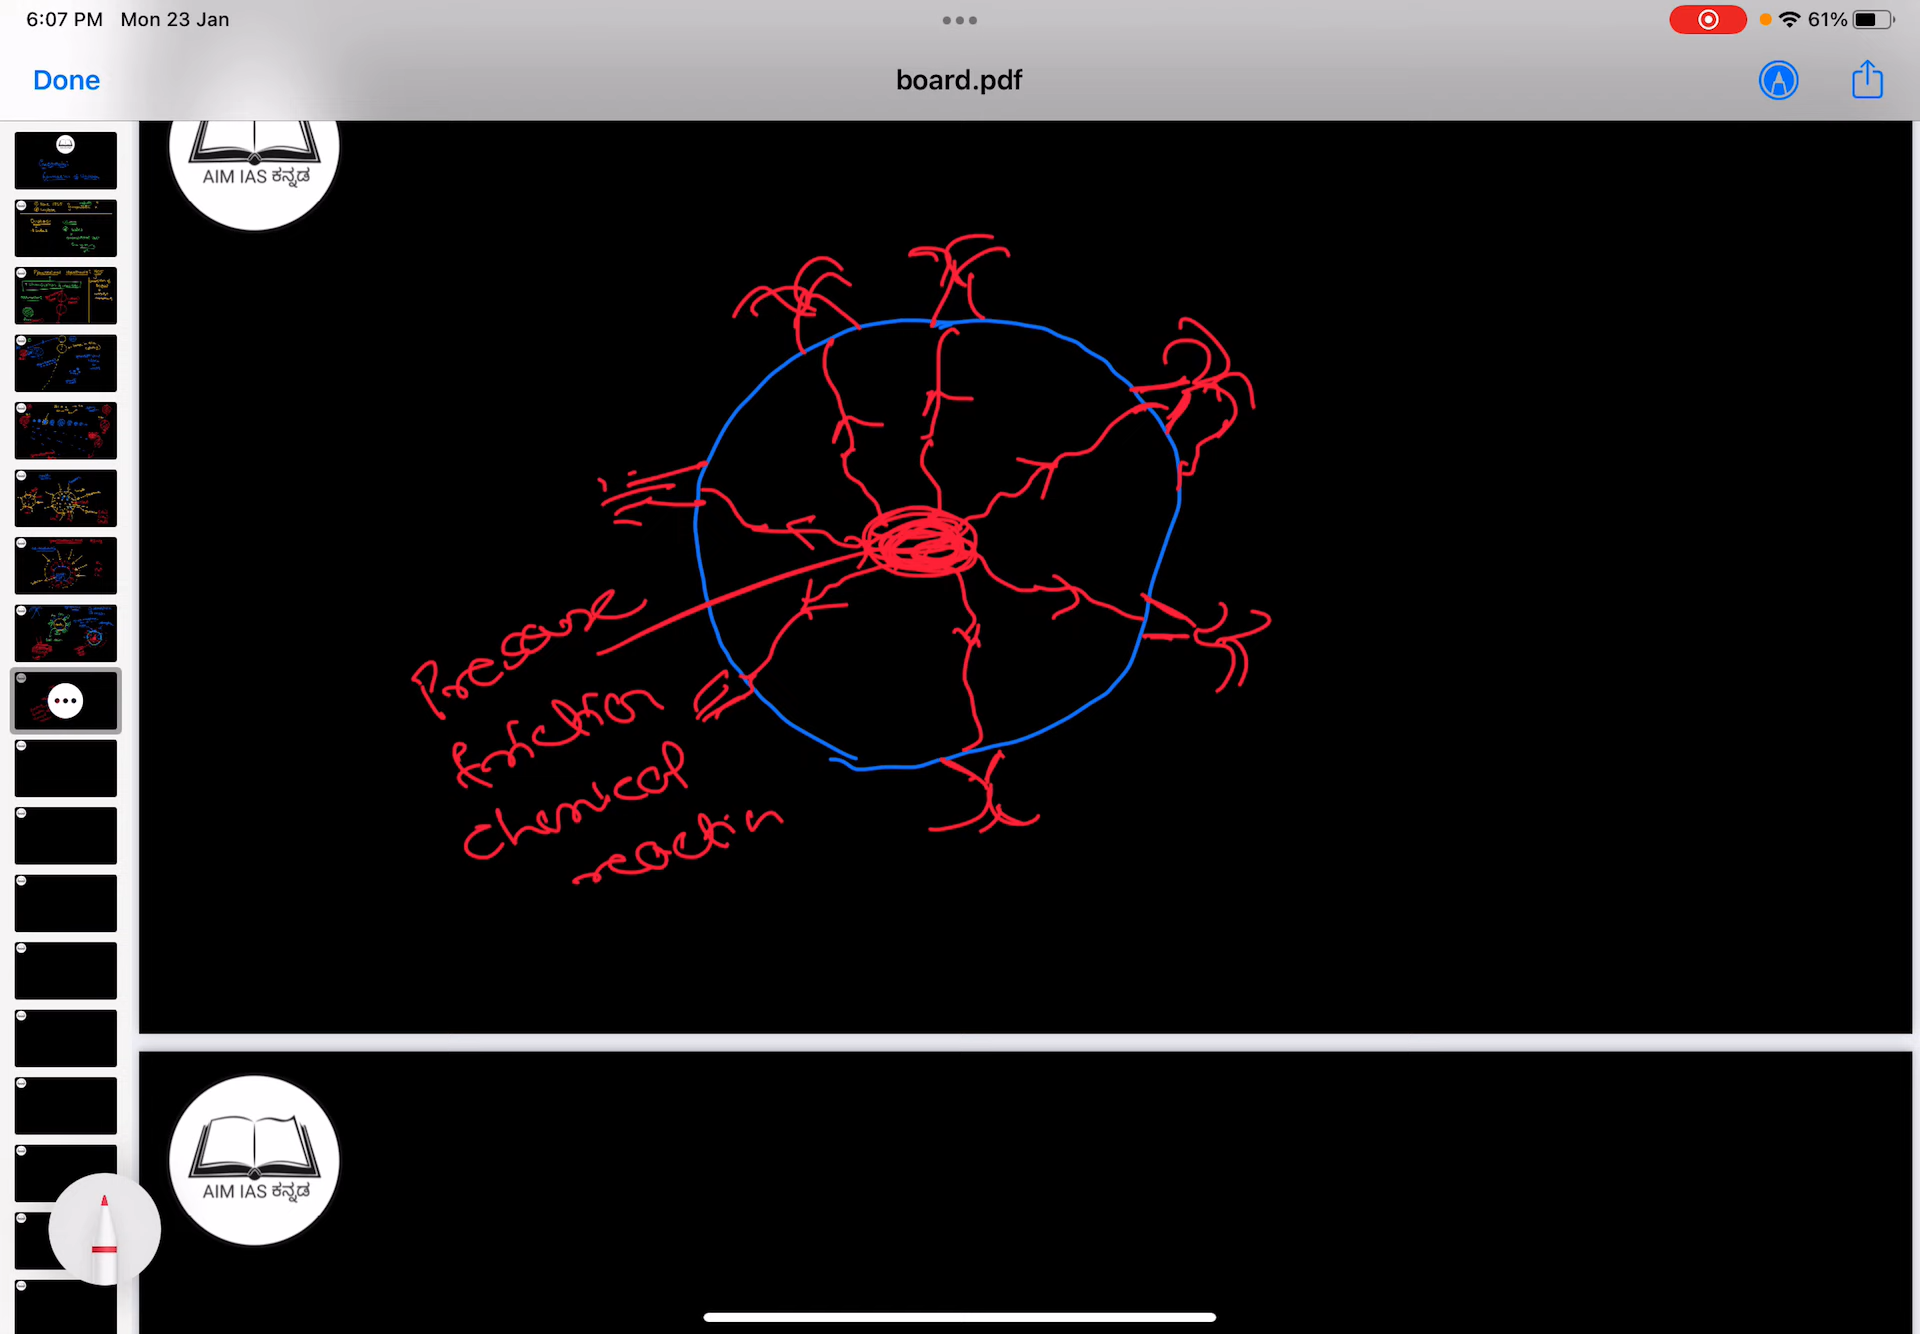 6:07 PM Mon 23 Jan
61%
Done
board.pdf
AIM IAS ಕನ್ನಡ
Pressure
friction
chemical
reactin
AIM IAS ಕನ್ನಡ